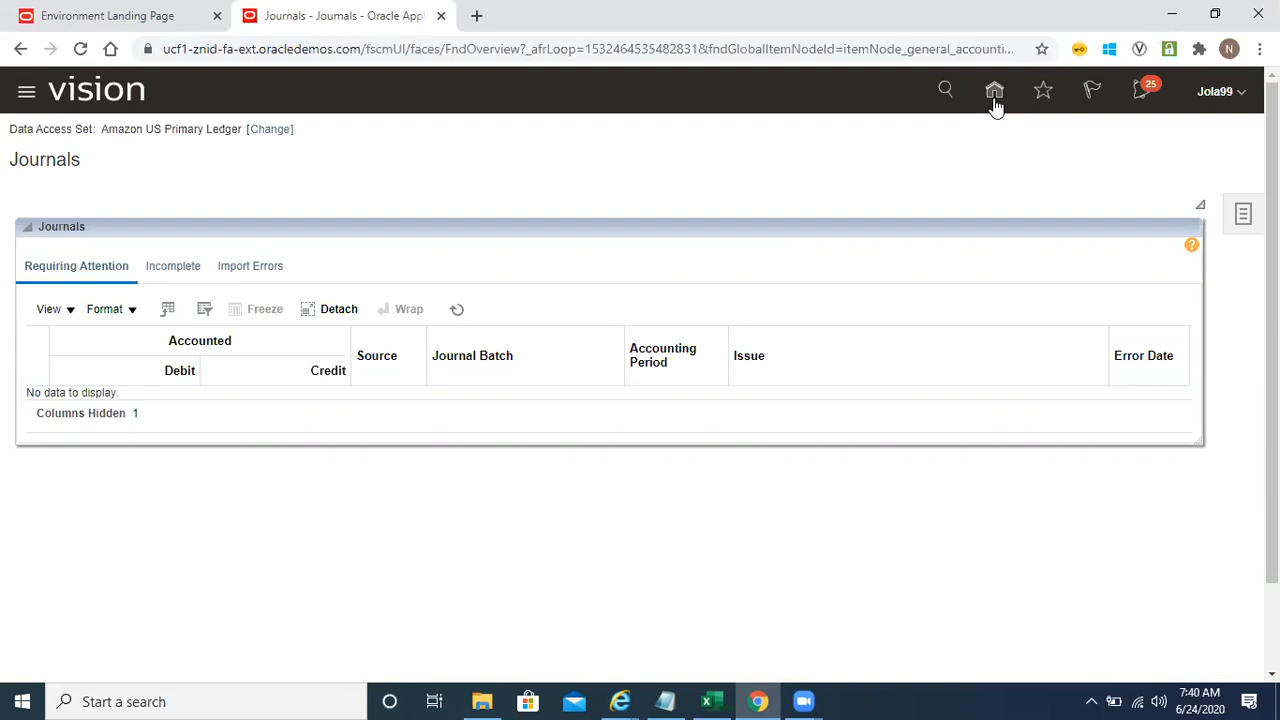 Environment Landing Page
Journals - Journals - Oracle Appl
ucf1-znid-fa-ext.oracledemos.com/fscmUI/faces/FndOverview?_afrLoop=1532464535482831&fndGlobalItemNodeId=itemNode_general_accounti...
N
vision
25
Jola99
Data Access Set: Amazon US Primary Ledger [Change]
Journals
Journals
?
Requiring Attention Incomplete Import Errors
View Format Freeze Detach Wrap
Accounted
Debit Credit Source Journal Batch Accounting Period Issue Error Date
No data to display.
Columns Hidden 1
Start a search
7:40 AM
6/24/2020